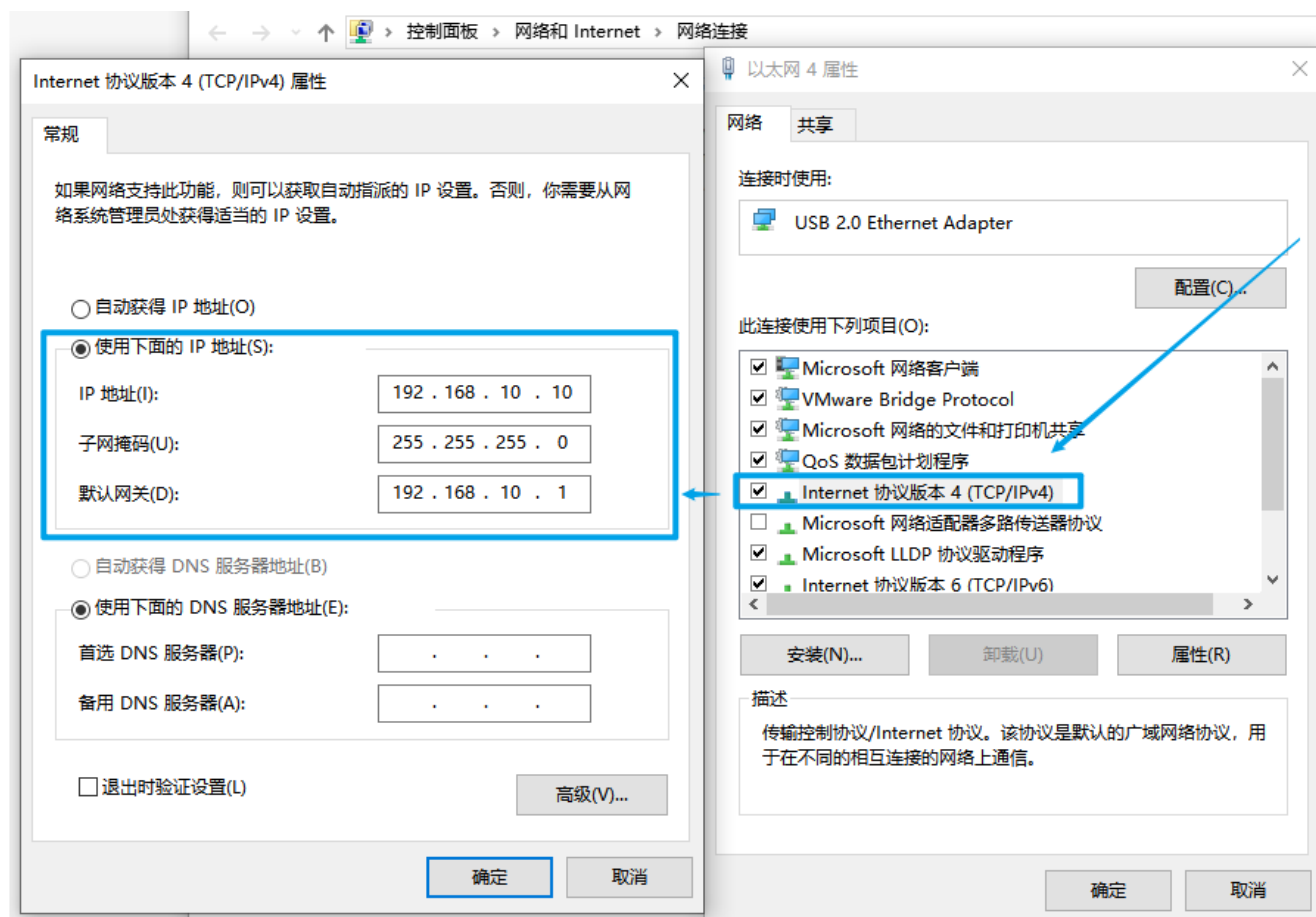 控制面板 › 网络和 Internet › 网络连接
Internet 协议版本 4 (TCP/IPv4) 属性
常规
如果网络支持此功能，则可以获取自动指派的 IP 设置。否则，你需要从网
络系统管理员处获得适当的 IP 设置。
自动获得 IP 地址(O)
使用下面的 IP 地址(S):
IP 地址(I):
192 . 168 . 10 . 10
子网掩码(U):
255 . 255 . 255 . 0
默认网关(D):
192 . 168 . 10 . 1
自动获得 DNS 服务器地址(B)
使用下面的 DNS 服务器地址(E):
首选 DNS 服务器(P):
. . .
备用 DNS 服务器(A):
. . .
退出时验证设置(L)
高级(V)...
确定
取消
以太网 4 属性
网络
共享
连接时使用:
USB 2.0 Ethernet Adapter
配置(C)...
此连接使用下列项目(O):
Microsoft 网络客户端
VMware Bridge Protocol
Microsoft 网络的文件和打印机共享
QoS 数据包计划程序
Internet 协议版本 4 (TCP/IPv4)
Microsoft 网络适配器多路传送器协议
Microsoft LLDP 协议驱动程序
Internet 协议版本 6 (TCP/IPv6)
安装(N)...
卸载(U)
属性(R)
描述
传输控制协议/Internet 协议。该协议是默认的广域网络协议，用
于在不同的相互连接的网络上通信。
确定
取消